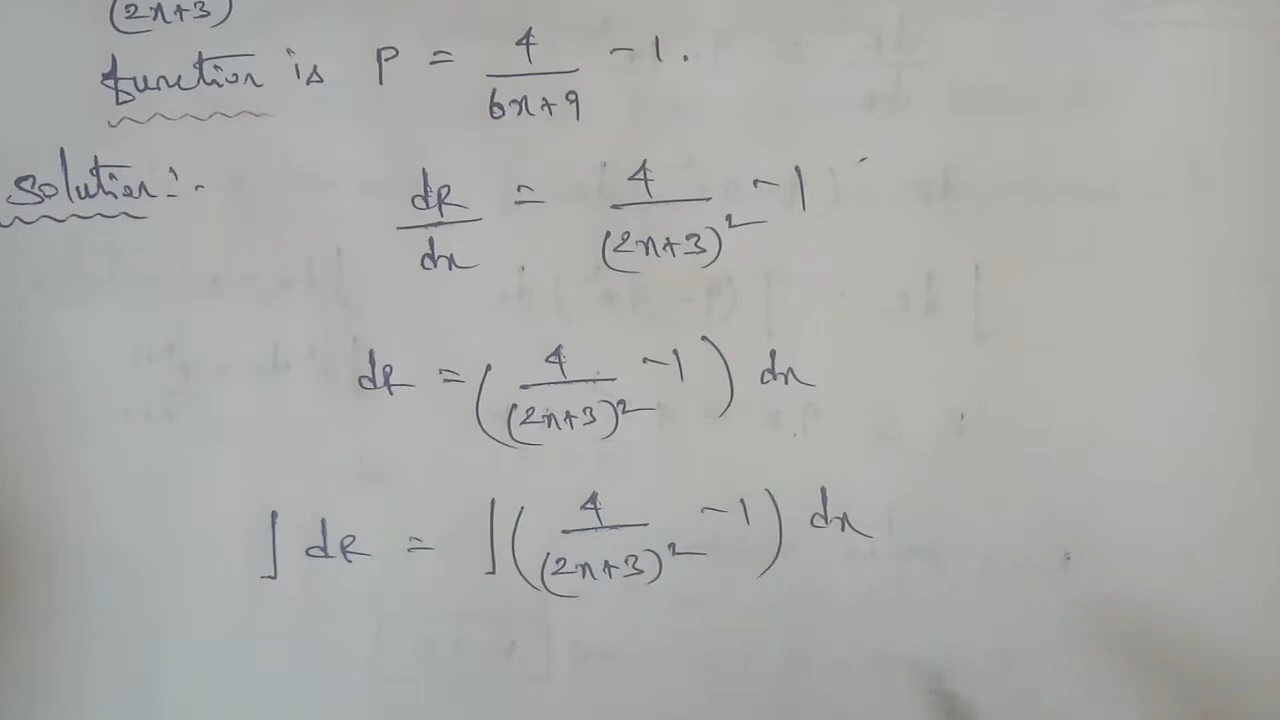 (2x+3)
function is P = 4/(6x+9) - 1.
Solution:-
dR/dx = 4/(2x+3)² - 1
dR = (4/(2x+3)² - 1) dx
∫ dR = ∫ (4/(2x+3)² - 1) dx